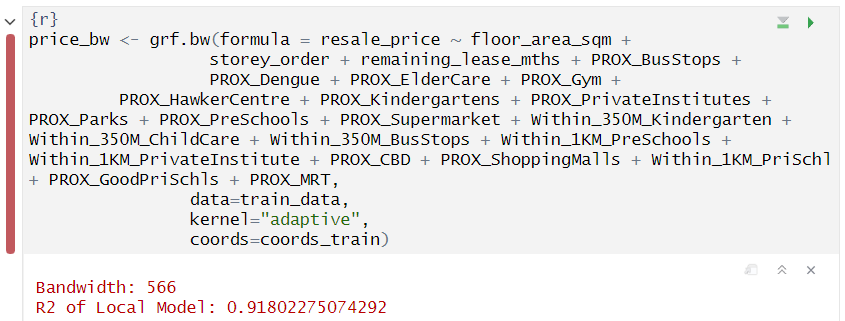 {r}
price_bw <- grf.bw(formula = resale_price ~ floor_area_sqm +
storey_order + remaining_lease_mths + PROX_BusStops +
PROX_Dengue + PROX_ElderCare + PROX_Gym +
PROX_HawkerCentre + PROX_Kindergartens + PROX_PrivateInstitutes +
PROX_Parks + PROX_PreSchools + PROX_Supermarket + Within_350M_Kindergarten +
Within_350M_ChildCare + Within_350M_BusStops + Within_1KM_PreSchools +
Within_1KM_PrivateInstitute + PROX_CBD + PROX_ShoppingMalls + Within_1KM_PriSchl
+ PROX_GoodPriSchls + PROX_MRT,
data=train_data,
kernel="adaptive",
coords=coords_train)
Bandwidth: 566
R2 of Local Model: 0.91802275074292